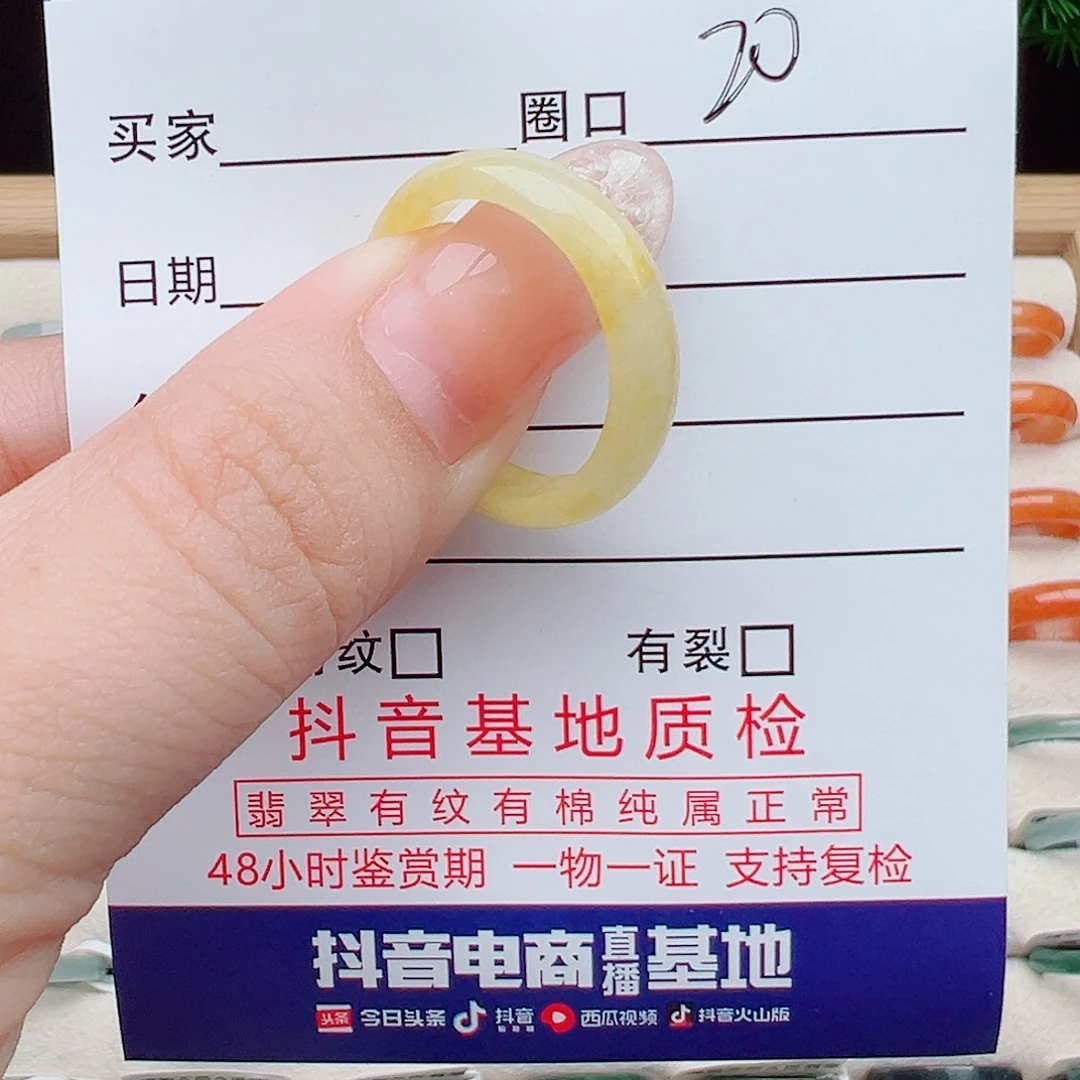 买家 圈口 20
日期
纹 有裂
抖音基地质检
翡翠有纹有棉纯属正常
48小时鉴赏期 一物一证 支持复检
抖音电商直播基地
头条 今日头条 抖音 西瓜视频 抖音火山版